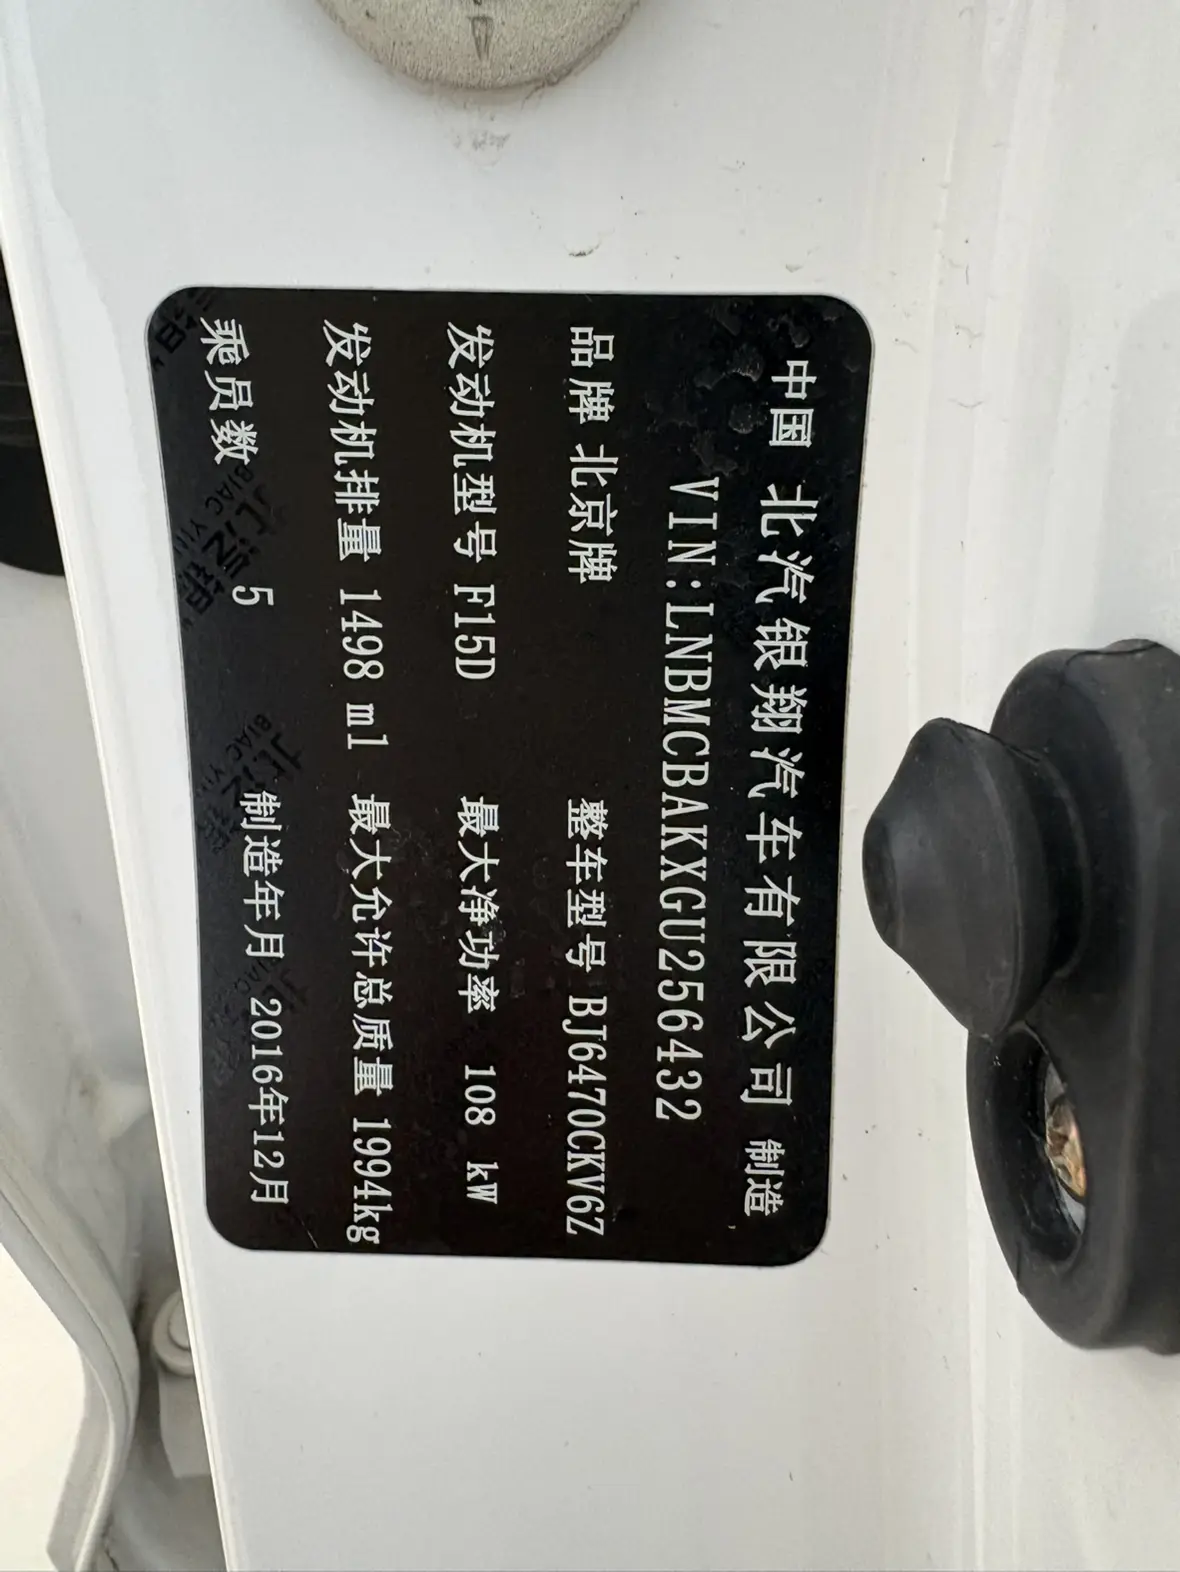 中国 北汽银翔汽车有限公司 制造
VIN:LNBMCBAKXGU256432
品牌 北京牌 整车型号 BJ6470CKV6Z
发动机型号 F15D 最大净功率 108 kW
发动机排量 1498 ml 最大允许总质量 1994kg
乘员数 5 制造年月 2016年12月